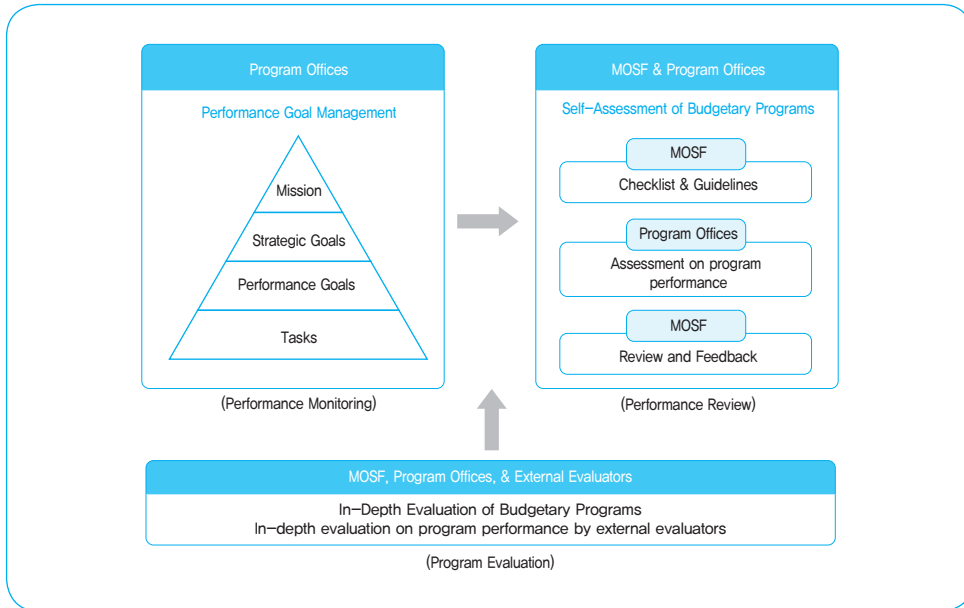 Program Offices
Performance Goal Management
Mission
Strategic Goals
Performance Goals
Tasks
(Performance Monitoring)
MOSF & Program Offices
Self-Assessment of Budgetary Programs
MOSF
Checklist & Guidelines
Program Offices
Assessment on program
performance
MOSF
Review and Feedback
(Performance Review)
MOSF, Program Offices, & External Evaluators
In-Depth Evaluation of Budgetary Programs
In-depth evaluation on program performance by external evaluators
(Program Evaluation)